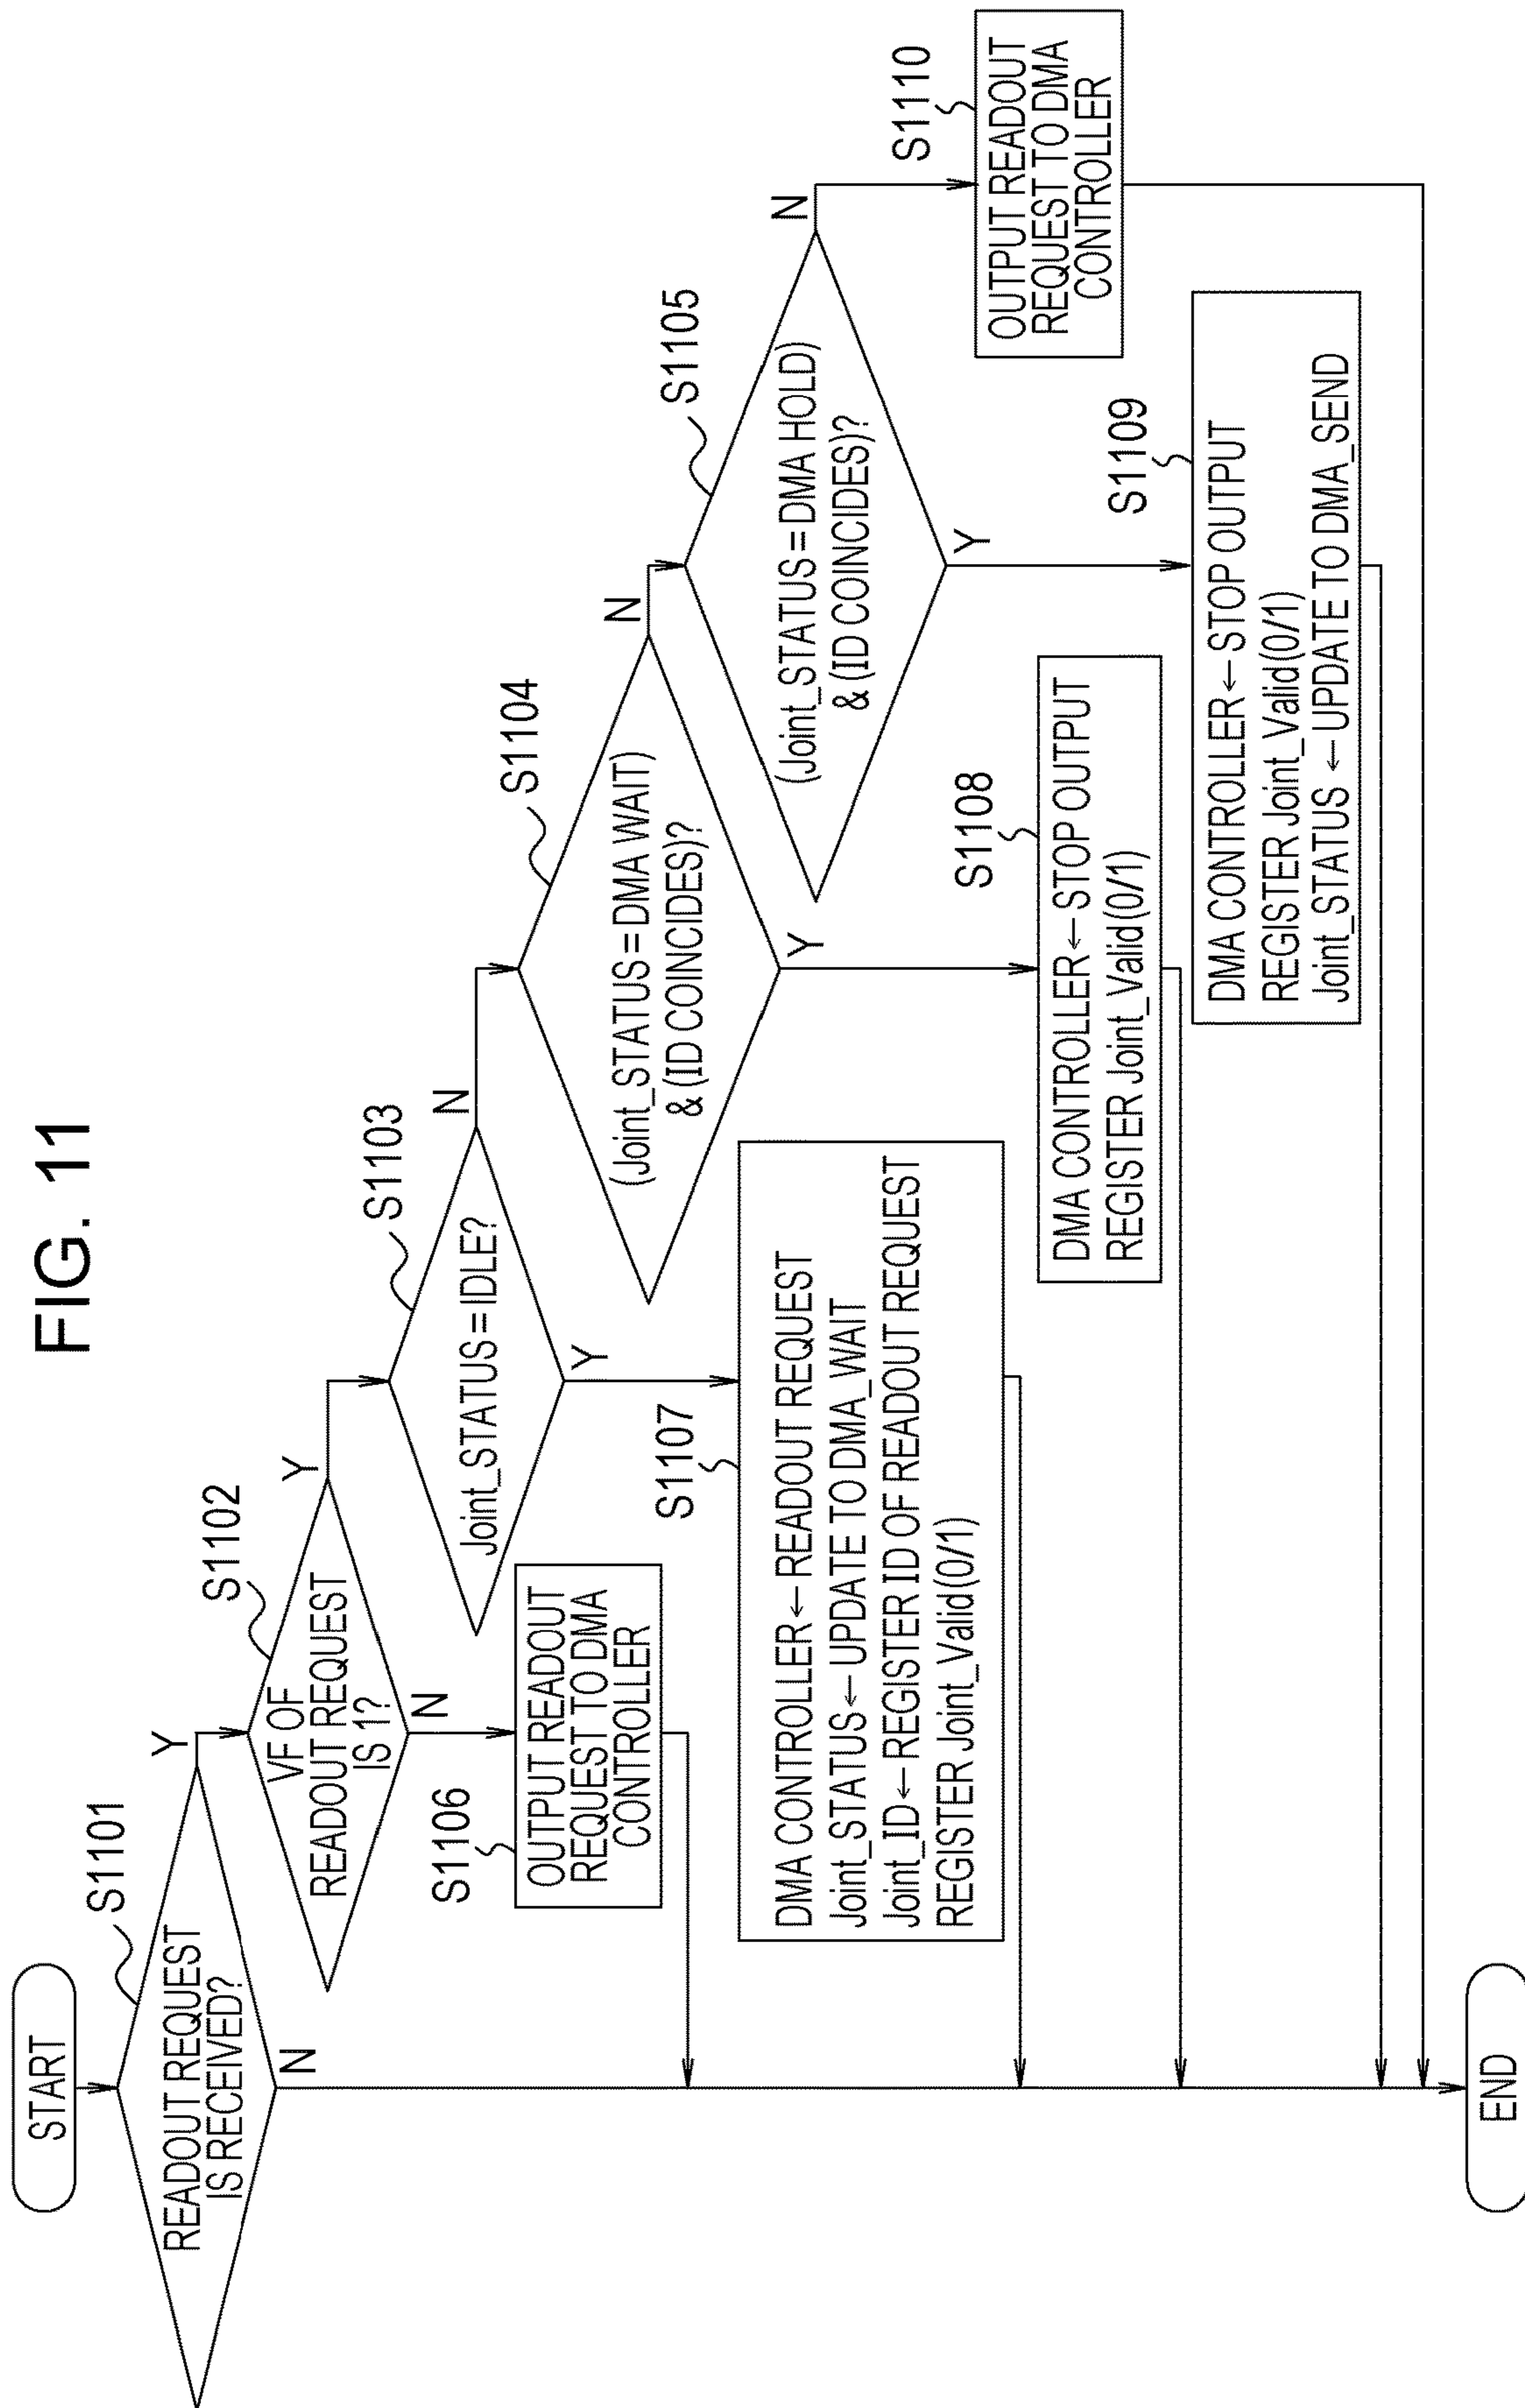 FIG. 11
START
S1101
READOUT REQUEST
IS RECEIVED?
Y
N
S1102
VF OF
READOUT REQUEST
IS 1?
Y
N
S1103
Joint_STATUS = IDLE?
N
Y
S1104
(Joint_STATUS = DMA WAIT)
& (ID COINCIDES)?
N
Y
S1105
(Joint_STATUS = DMA HOLD)
& (ID COINCIDES)?
N
Y
S1106
OUTPUT READOUT
REQUEST TO DMA
CONTROLLER
S1107
DMA CONTROLLER ← READOUT REQUEST
Joint_STATUS ← UPDATE TO DMA_WAIT
Joint_ID ← REGISTER ID OF READOUT REQUEST
REGISTER Joint_Valid (0/1)
S1108
DMA CONTROLLER ← STOP OUTPUT
REGISTER Joint_Valid (0/1)
S1109
DMA CONTROLLER ← STOP OUTPUT
REGISTER Joint_Valid (0/1)
Joint_STATUS ← UPDATE TO DMA_SEND
S1110
OUTPUT READOUT
REQUEST TO DMA
CONTROLLER
END